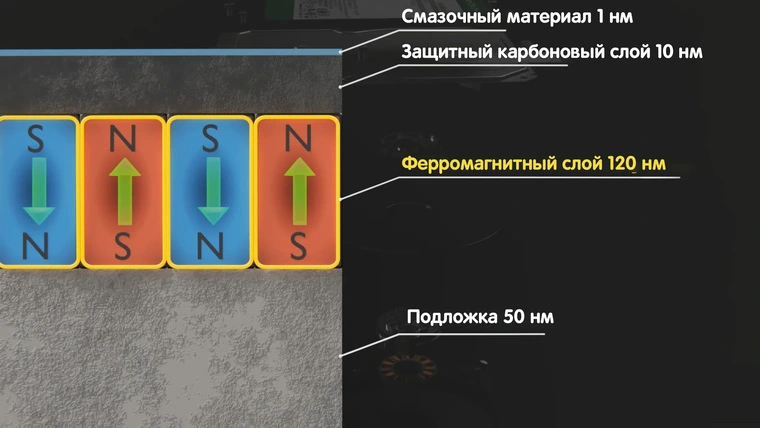 Смазочный материал 1 нм
Защитный карбоновый слой 10 нм
S N S N
Ферромагнитный слой 120 нм
N S N S
Подложка 50 нм